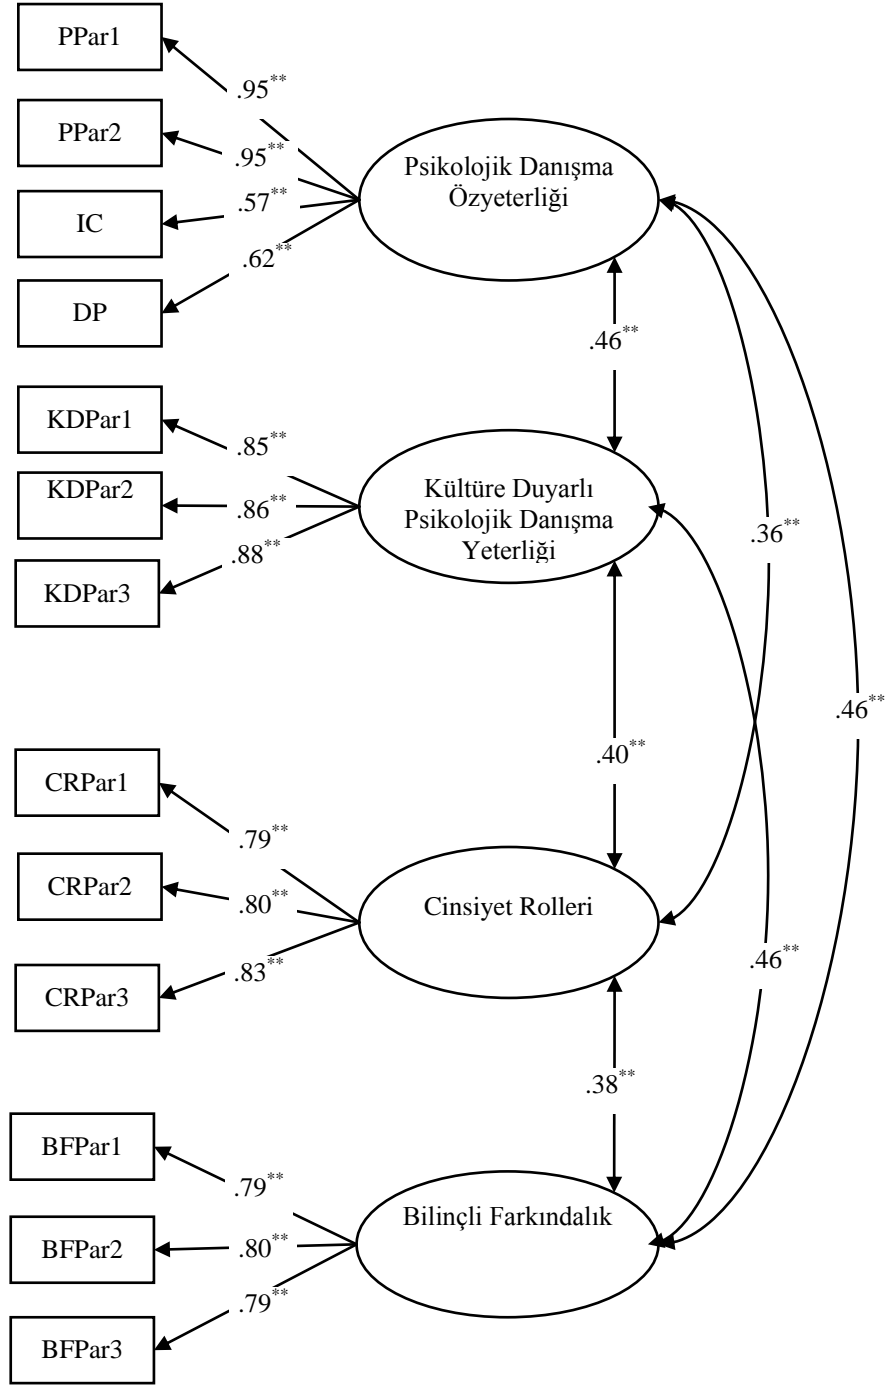 PPar1
.95**
PPar2
.95**
Psikolojik Danışma
Özyeterliği
IC
.57**
.62**
DP
.46**
KDPar1
.85**
KDPar2
.86**
Kültüre Duyarlı
Psikolojik Danışma
Yeterliği
.36**
.88**
KDPar3
.46**
.40**
CRPar1
.79**
CRPar2
.80**
Cinsiyet Rolleri
.83**
CRPar3
.46**
.38**
BFPar1
.79**
Bilinçli Farkındalık
BFPar2
.80**
.79**
BFPar3